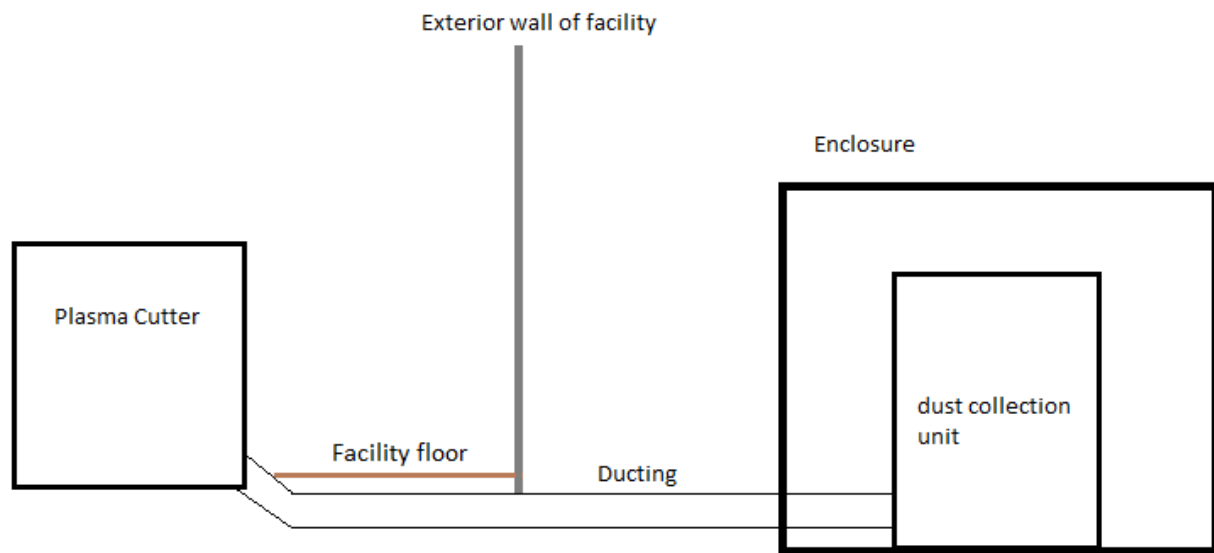 Exterior wall of facility
Enclosure
Plasma Cutter
dust collection
unit
Facility floor
Ducting